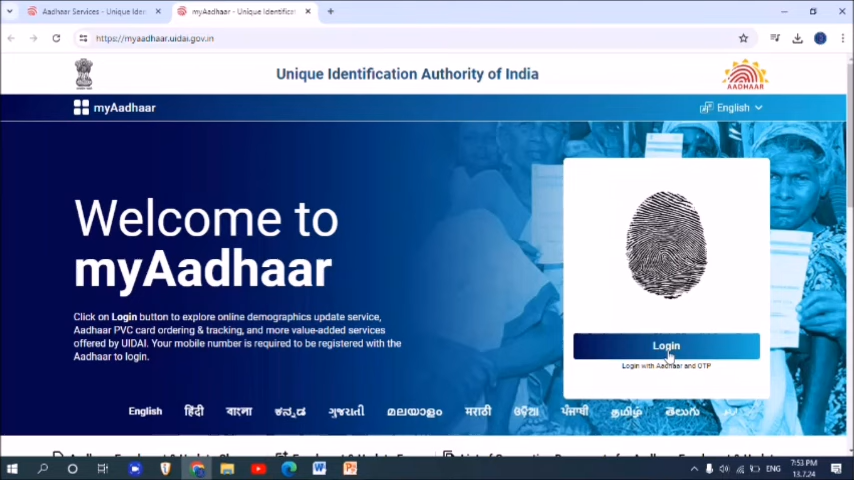 Aadhaar Services - Unique Iden
myAadhaar - Unique Identificat
https://myaadhaar.uidai.gov.in
Unique Identification Authority of India
AADHAAR
myAadhaar
English
Welcome to
myAadhaar
Click on Login button to explore online demographics update service,
Aadhaar PVC card ordering & tracking, and more value-added services
offered by UIDAI. Your mobile number is required to be registered with the
Aadhaar to login.
Login
Login with Aadhaar and OTP
English हिंदी বাংলা ಕನ್ನಡ ગુજરાતી മലയാളം मराठी ଓଡ଼ିଆ ਪੰਜਾਬੀ தமிழ் తెలుగు
ENG
7:53 PM
13.7.24